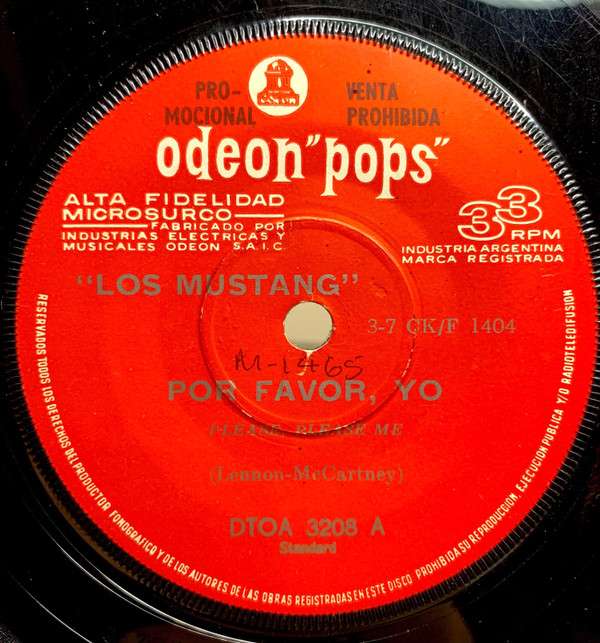 PRO-
MOCIONAL
VENTA
PROHIBIDA
ODEON
odeon "pops"
ALTA FIDELIDAD
MICROSURCO
FABRICADO POR
INDUSTRIAS ELECTRICAS Y
MUSICALES ODEON S.A.I.C.
33 RPM
INDUSTRIA ARGENTINA
MARCA REGISTRADA
"LOS MUSTANG"
3-7 CK/F 1404
M-1465
POR FAVOR, YO
PLEASE, PLEASE ME
(Lennon-McCartney)
DTOA 3208 A
Standard
RESERVADOS TODOS LOS DERECHOS DEL PRODUCTOR FONOGRAFICO Y DE LOS AUTORES DE LAS OBRAS REGISTRADAS EN ESTE DISCO. PROHIBIDA SU REPRODUCCION, EJECUCION PUBLICA Y/O RADIOTELEDIFUSION